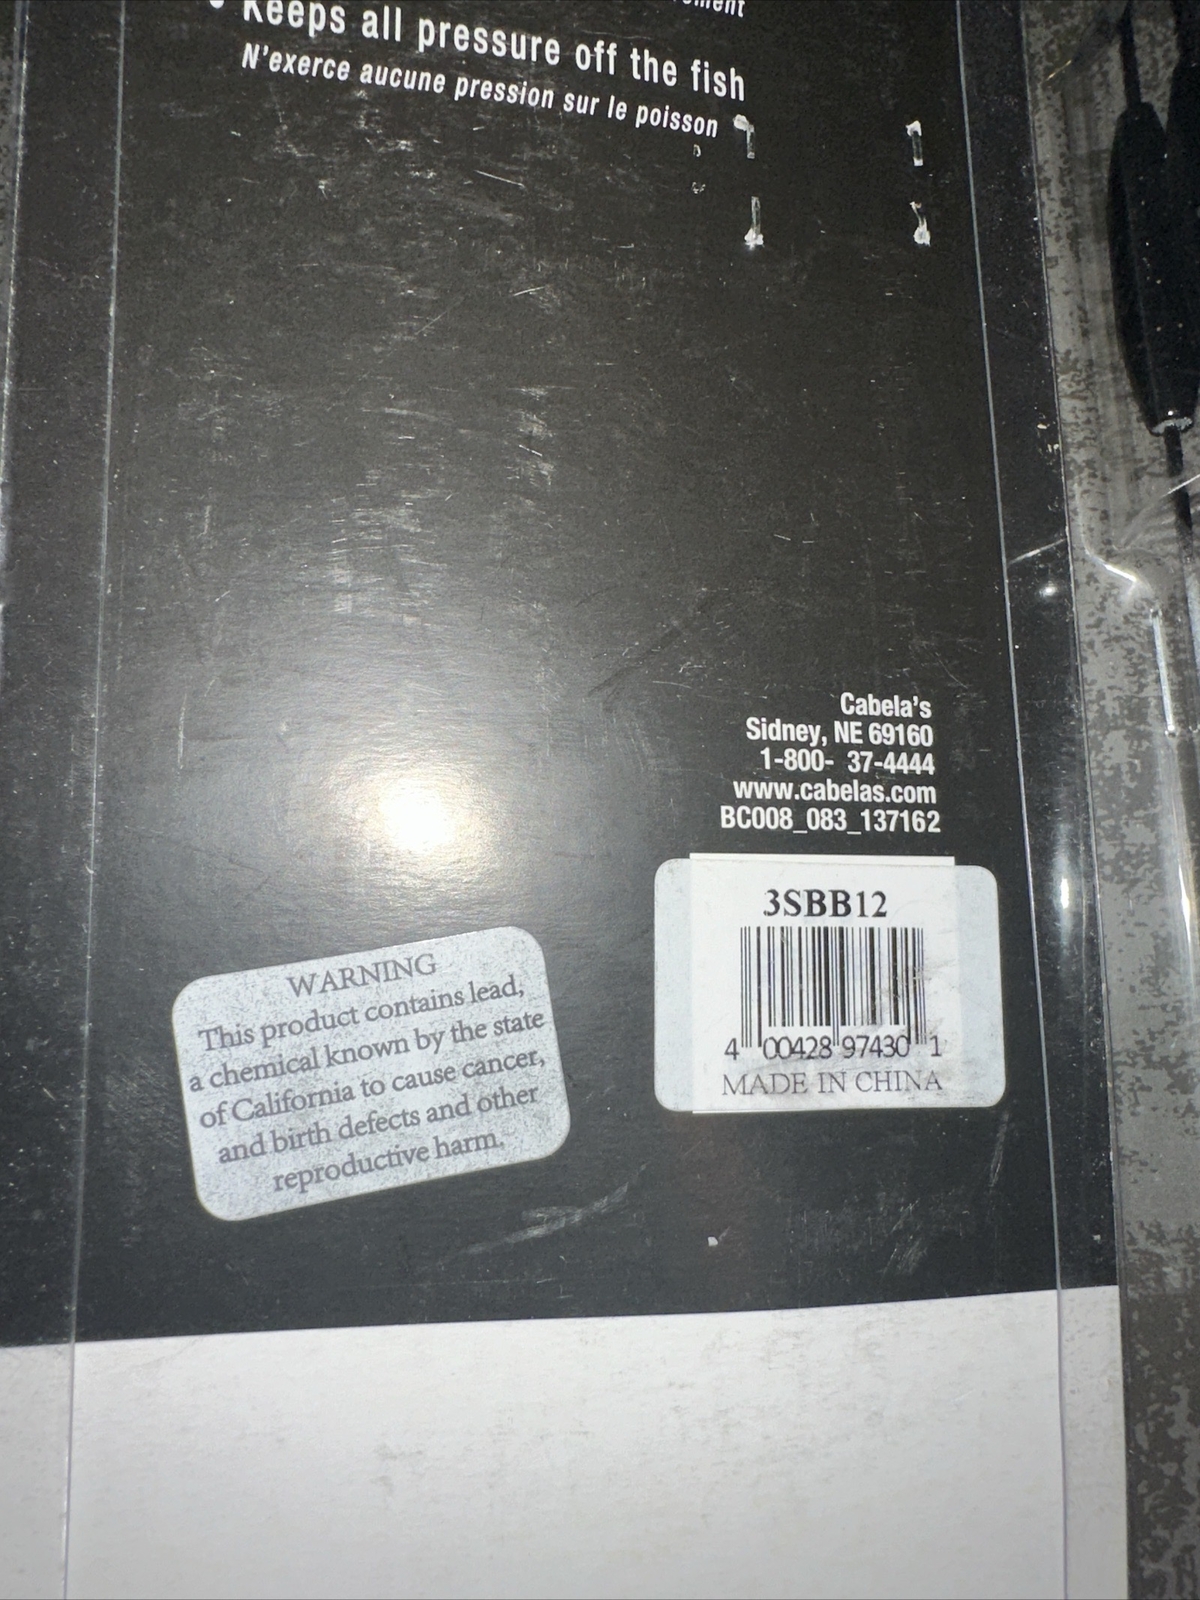 Keeps all pressure off the fish
N'exerce aucune pression sur le poisson
Cabela's
Sidney, NE 69160
1-800- 37-4444
www.cabelas.com
BC008_083_137162
3SBB12
4 00428 97430 1
MADE IN CHINA
WARNING
This product contains lead,
a chemical known by the state
of California to cause cancer,
and birth defects and other
reproductive harm.